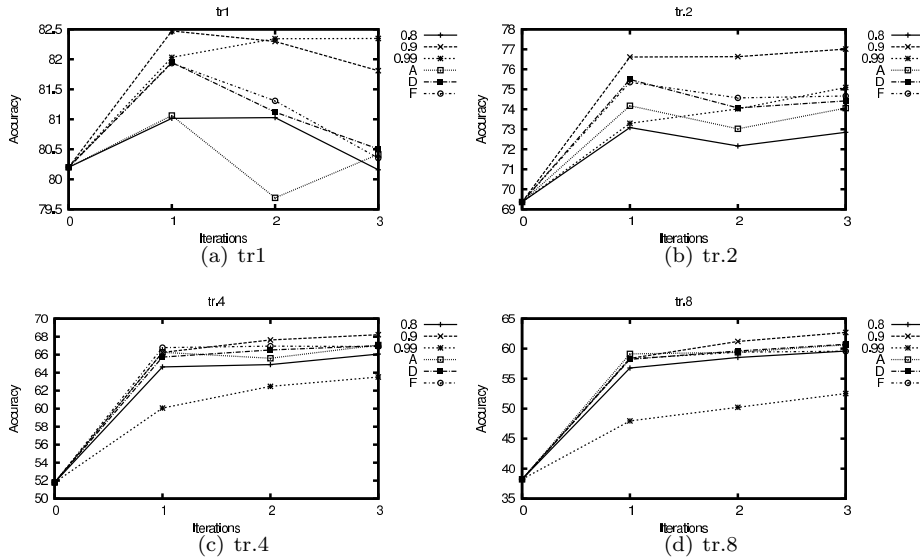 tr1
82.5
82
81.5
81
80.5
80
79.5
Accuracy
0
1
2
3
Iterations
0.8
0.9
0.99
A
D
F
(a) tr1
tr.2
78
77
76
75
74
73
72
71
70
69
Accuracy
0
1
2
3
Iterations
0.8
0.9
0.99
A
D
F
(b) tr.2
tr.4
70
68
66
64
62
60
58
56
54
52
50
Accuracy
0
1
2
3
Iterations
0.8
0.9
0.99
A
D
F
(c) tr.4
tr.8
65
60
55
50
45
40
35
Accuracy
0
1
2
3
Iterations
0.8
0.9
0.99
A
D
F
(d) tr.8